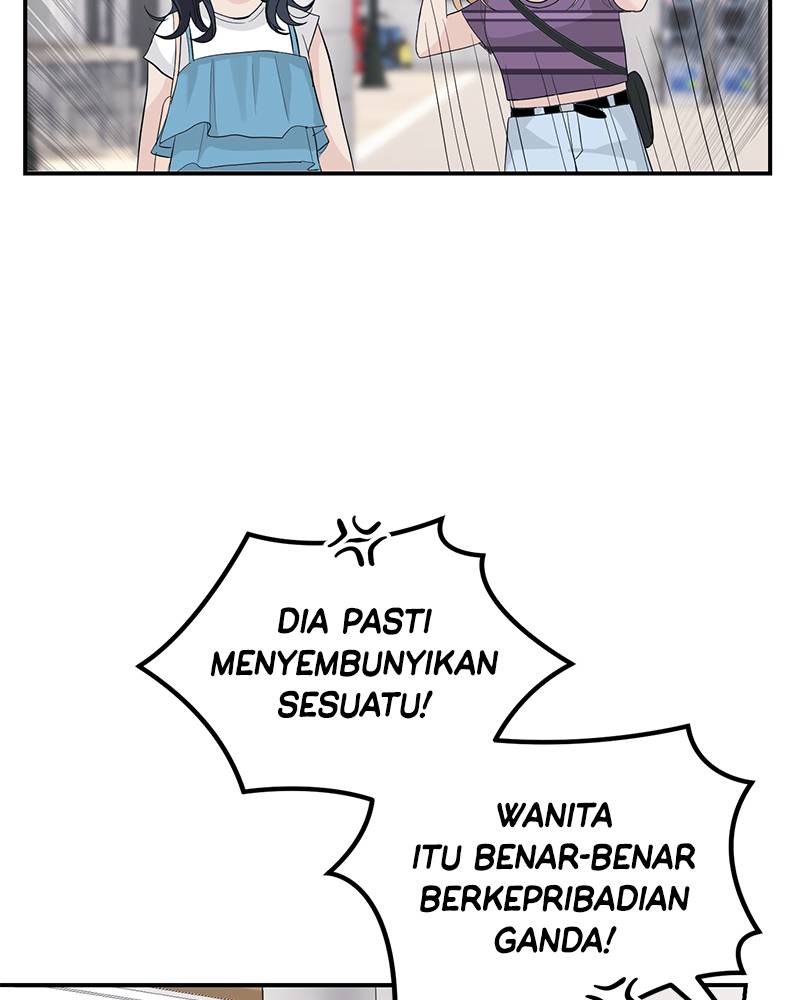 DIA PASTI
MENYEMBUNYIKAN
SESUATU!
WANITA
ITU BENAR-BENAR
BERKEPRIBADIAN
GANDA!